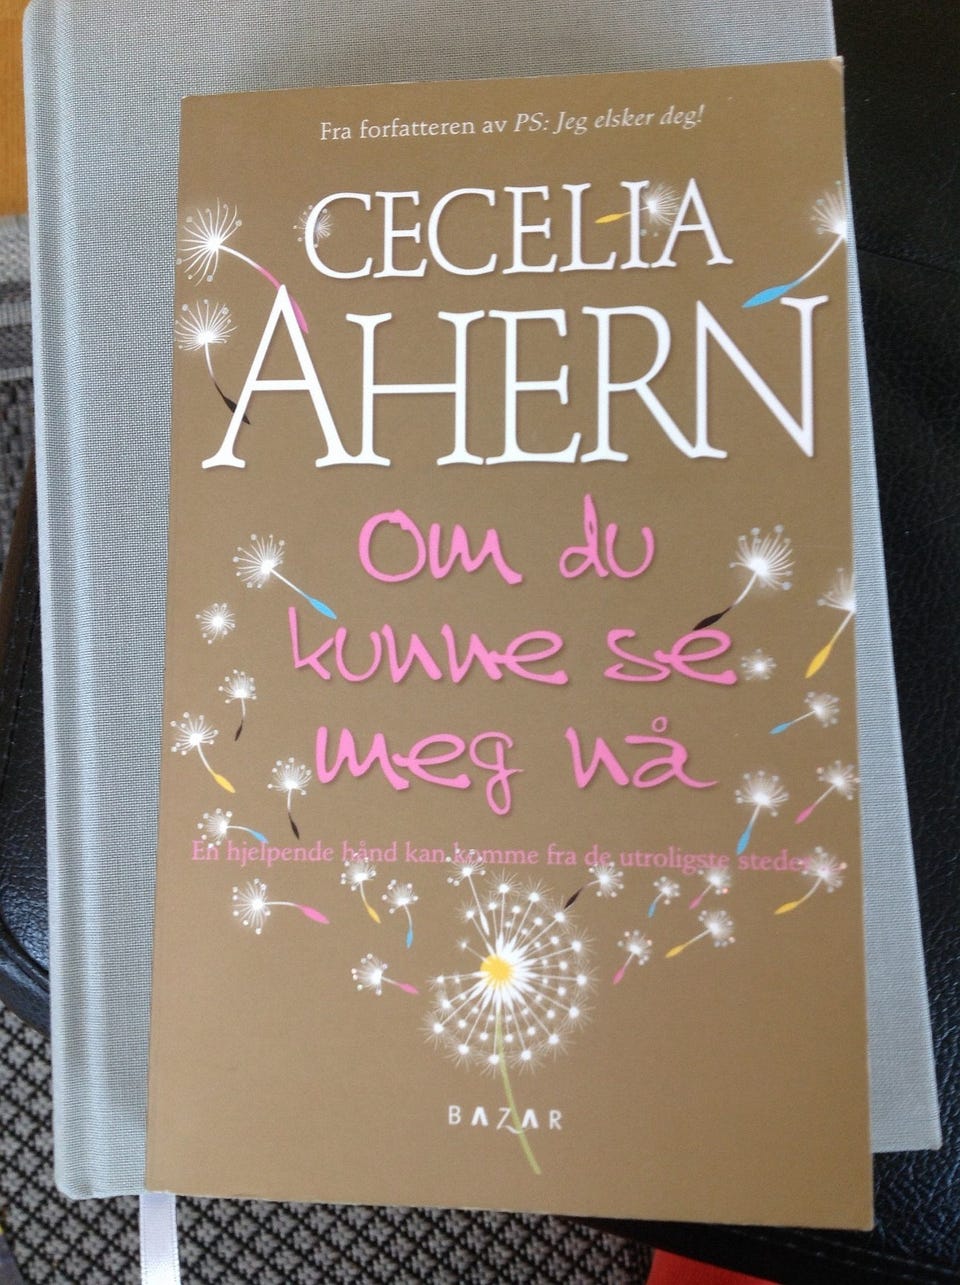 Fra forfatteren av PS: Jeg elsker deg!
CECELIA
AHERN
Om du
kunne se
meg nå
En hjelpende hånd kan komme fra de utroligste steder
BAZAR